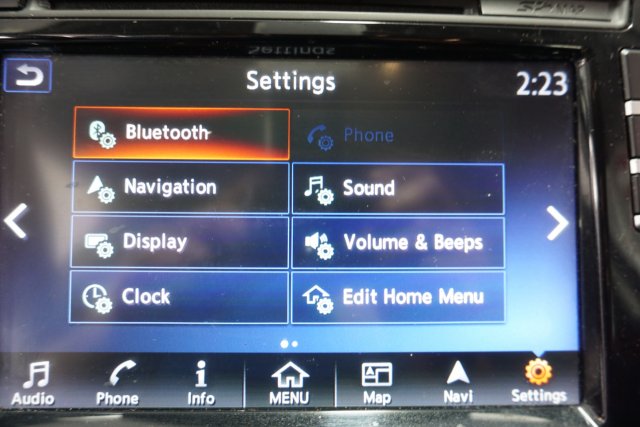 Settings
2:23
Bluetooth
Phone
Navigation
Sound
Display
Volume & Beeps
Clock
Edit Home Menu
Audio
Phone
Info
MENU
Map
Navi
Settings